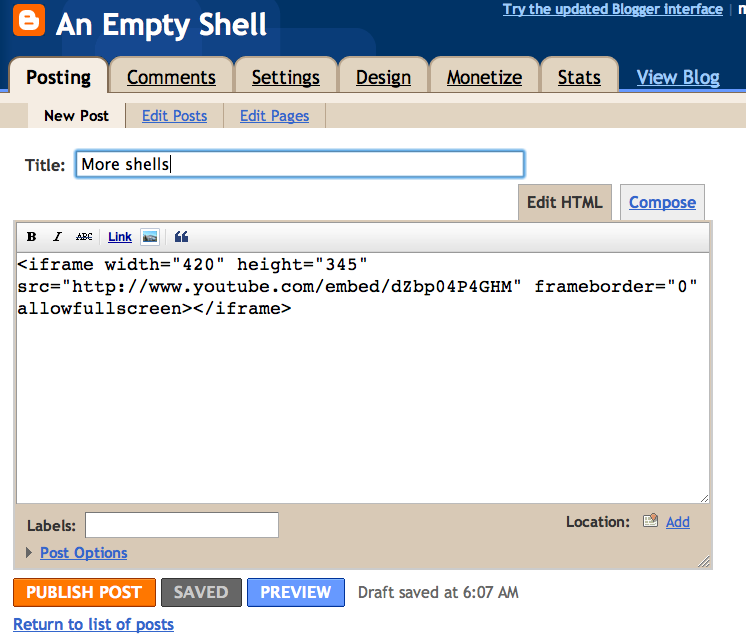 Try the updated Blogger interface |
An Empty Shell
Posting Comments Settings Design Monetize Stats View Blog
New Post Edit Posts Edit Pages
Title: More shells
Edit HTML Compose
B I ABC Link
<iframe width="420" height="345"
src="http://www.youtube.com/embed/dZbp04P4GHM" frameborder="0"
allowfullscreen></iframe>
Labels: Location: Add
Post Options
PUBLISH POST SAVED PREVIEW Draft saved at 6:07 AM
Return to list of posts